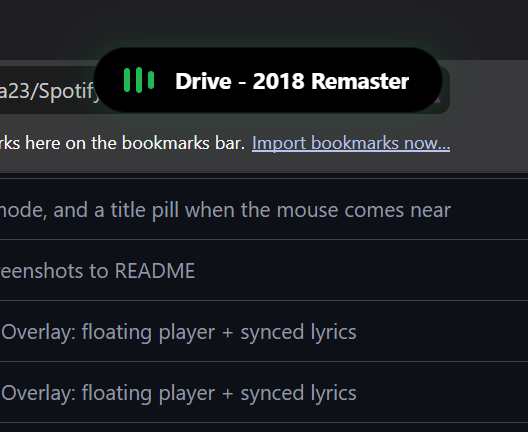 Drive - 2018 Remaster
a23/Spotify
rks here on the bookmarks bar. Import bookmarks now...
mode, and a title pill when the mouse comes near
eenshots to README
Overlay: floating player + synced lyrics
Overlay: floating player + synced lyrics